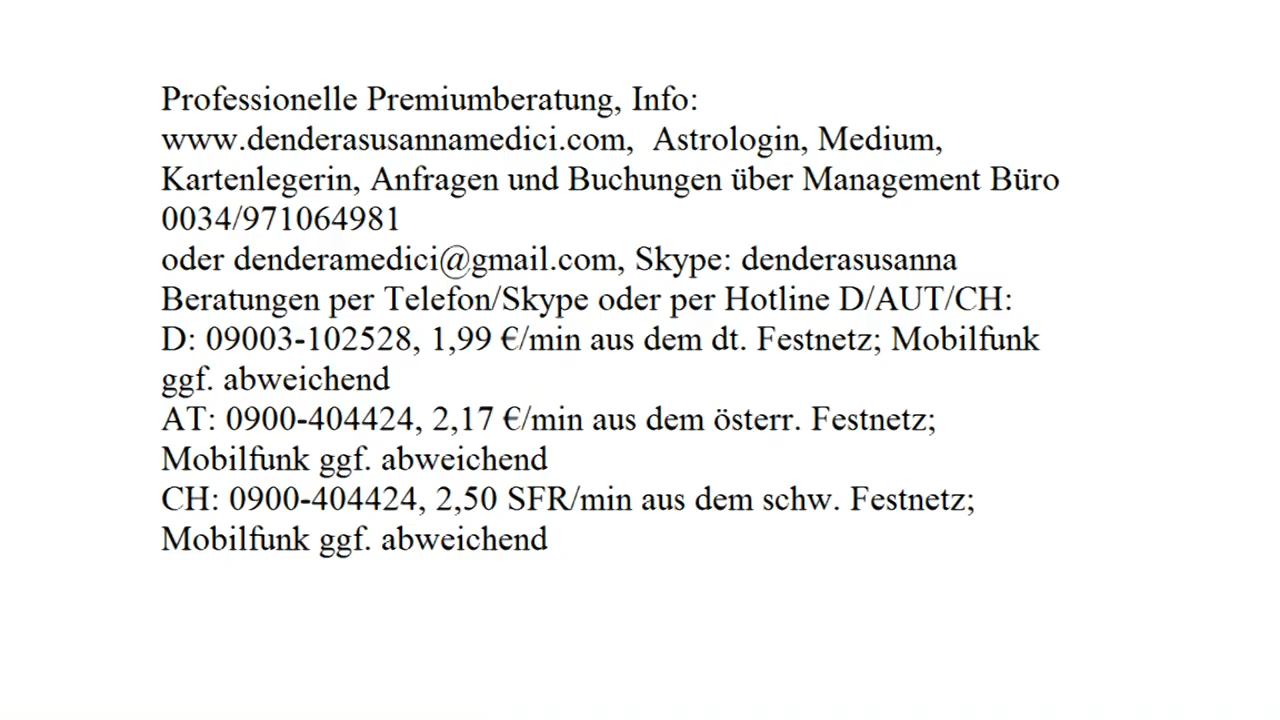 Professionelle Premiumberatung, Info:
www.denderasusannamedici.com,  Astrologin, Medium,
Kartenlegerin, Anfragen und Buchungen über Management Büro
0034/971064981
oder denderamedici@gmail.com, Skype: denderasusanna
Beratungen per Telefon/Skype oder per Hotline D/AUT/CH:
D: 09003-102528, 1,99 €/min aus dem dt. Festnetz; Mobilfunk
ggf. abweichend
AT: 0900-404424, 2,17 €/min aus dem österr. Festnetz;
Mobilfunk ggf. abweichend
CH: 0900-404424, 2,50 SFR/min aus dem schw. Festnetz;
Mobilfunk ggf. abweichend